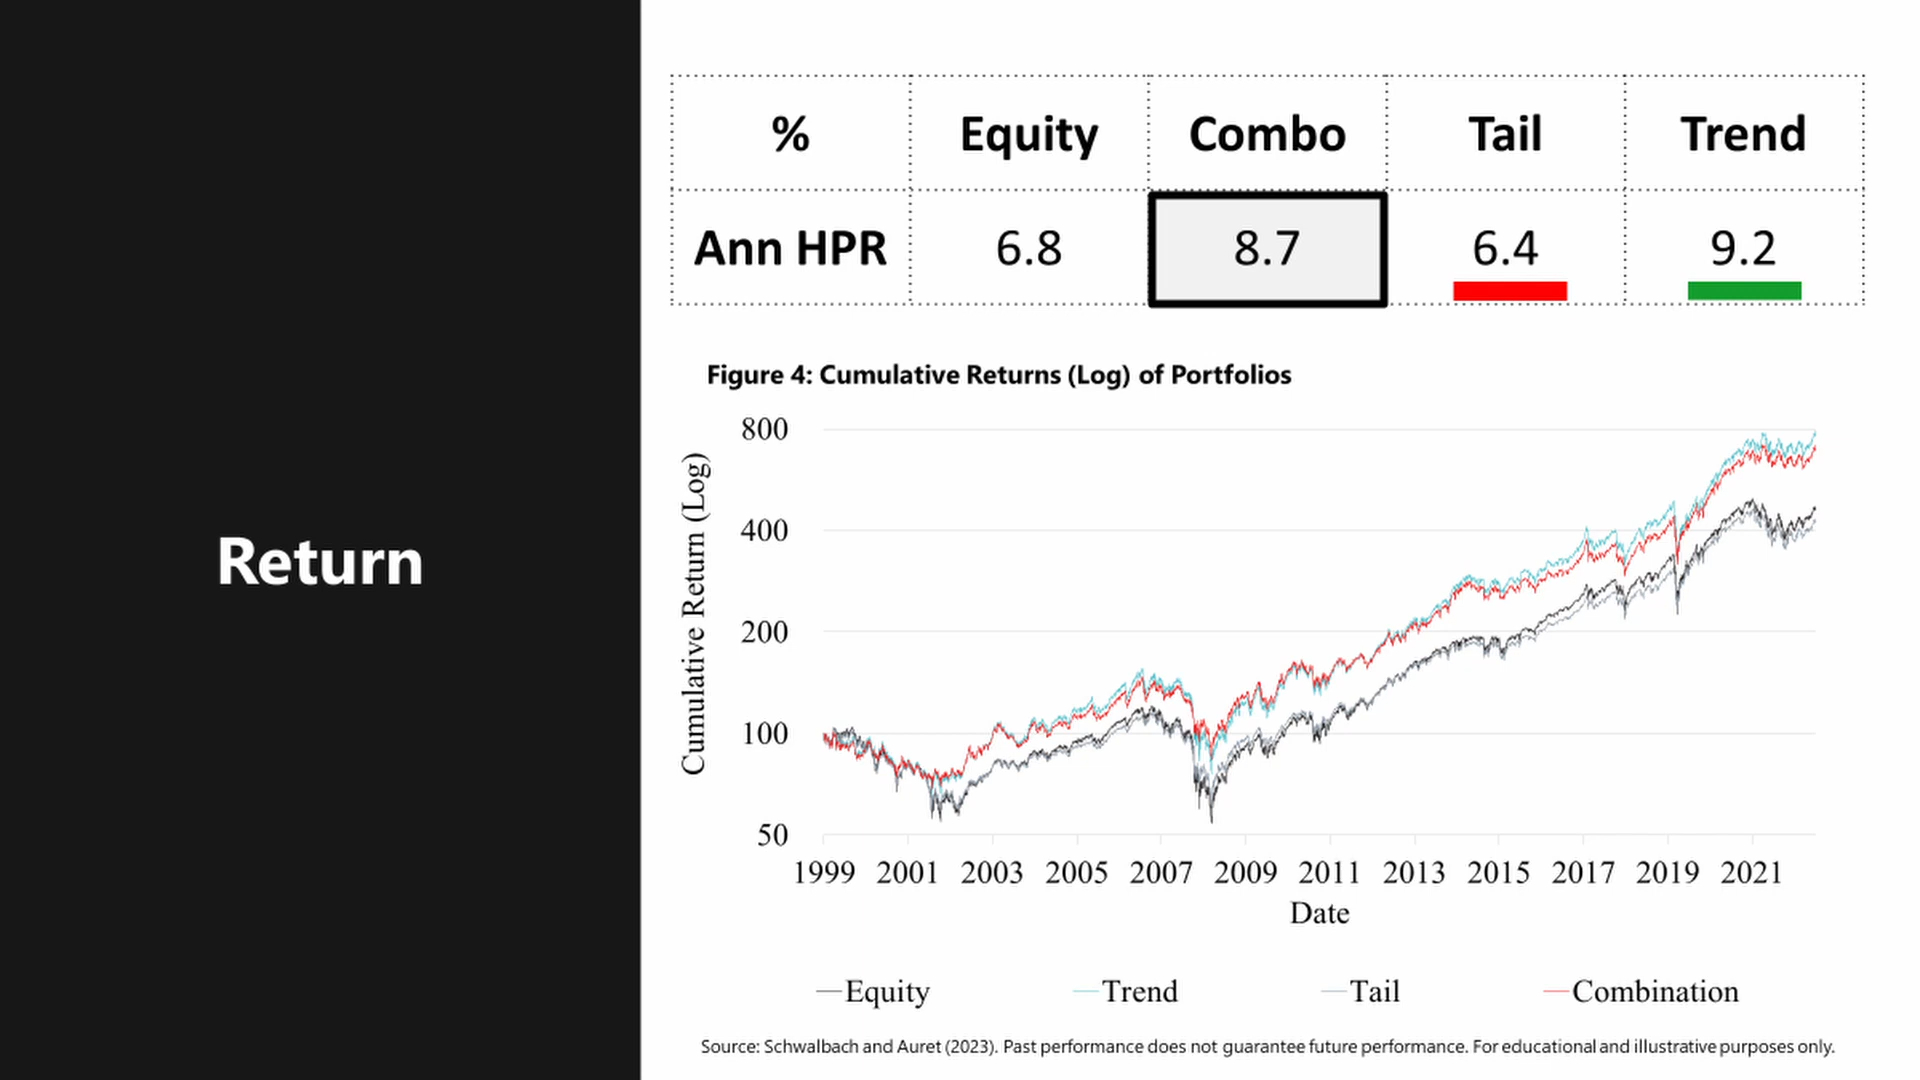 Return
% Equity Combo Tail Trend
Ann HPR 6.8 8.7 6.4 9.2
Figure 4: Cumulative Returns (Log) of Portfolios
Cumulative Return (Log)
800
400
200
100
50
1999 2001 2003 2005 2007 2009 2011 2013 2015 2017 2019 2021
Date
Equity Trend Tail Combination
Source: Schwalbach and Auret (2023). Past performance does not guarantee future performance. For educational and illustrative purposes only.